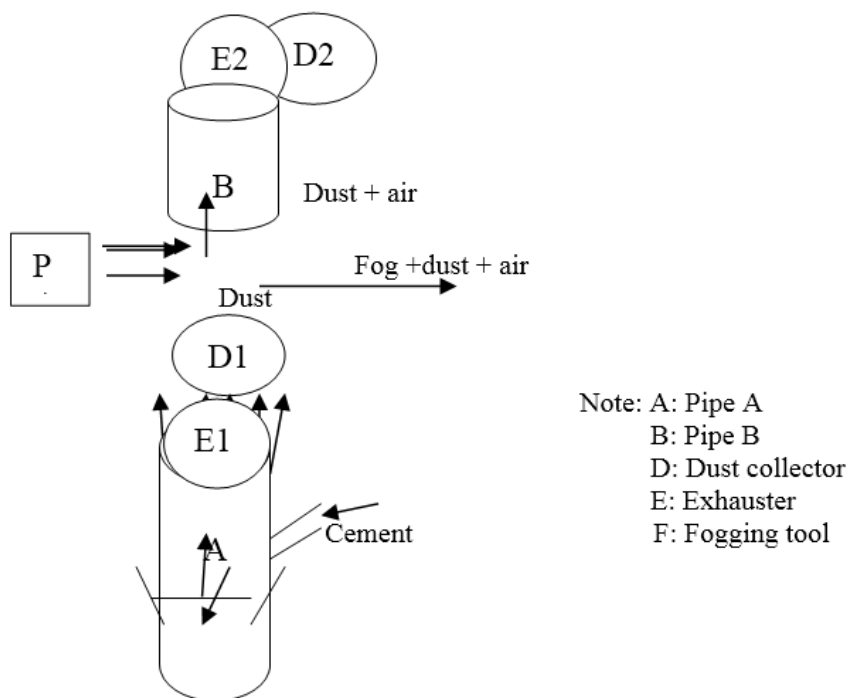 E2 D2
B
Dust + air
P
Fog +dust + air
Dust
D1
E1
Cement
A
Note: A: Pipe A
B: Pipe B
D: Dust collector
E: Exhauster
F: Fogging tool